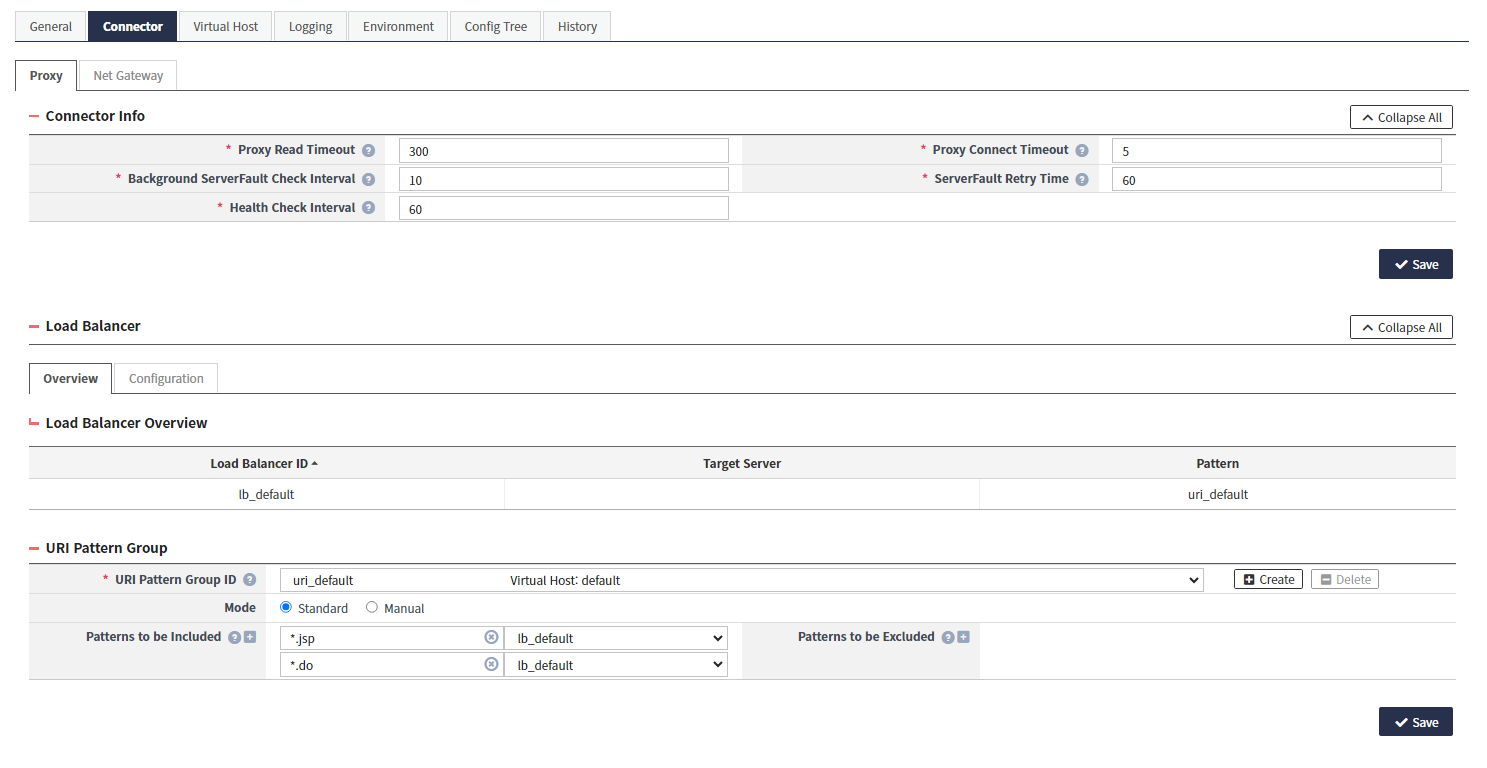 General Connector Virtual Host Logging Environment Config Tree History
Proxy Net Gateway
Connector Info Collapse All
* Proxy Read Timeout ? 300 * Proxy Connect Timeout ? 5
* Background ServerFault Check Interval ? 10 * ServerFault Retry Time ? 60
* Health Check Interval ? 60
Save
Load Balancer Collapse All
Overview Configuration
Load Balancer Overview
Load Balancer ID Target Server Pattern
lb_default uri_default
URI Pattern Group
* URI Pattern Group ID ? uri_default Virtual Host: default Create Delete
Mode Standard Manual
Patterns to be Included ? *.jsp lb_default Patterns to be Excluded ?
*.do lb_default
Save